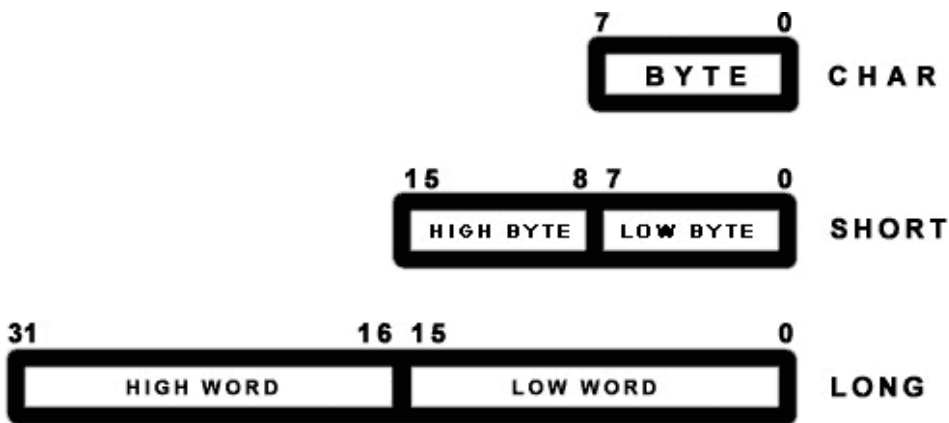 7 0
BYTE CHAR
15 8 7 0
HIGH BYTE LOW BYTE SHORT
31 16 15 0
HIGH WORD LOW WORD LONG